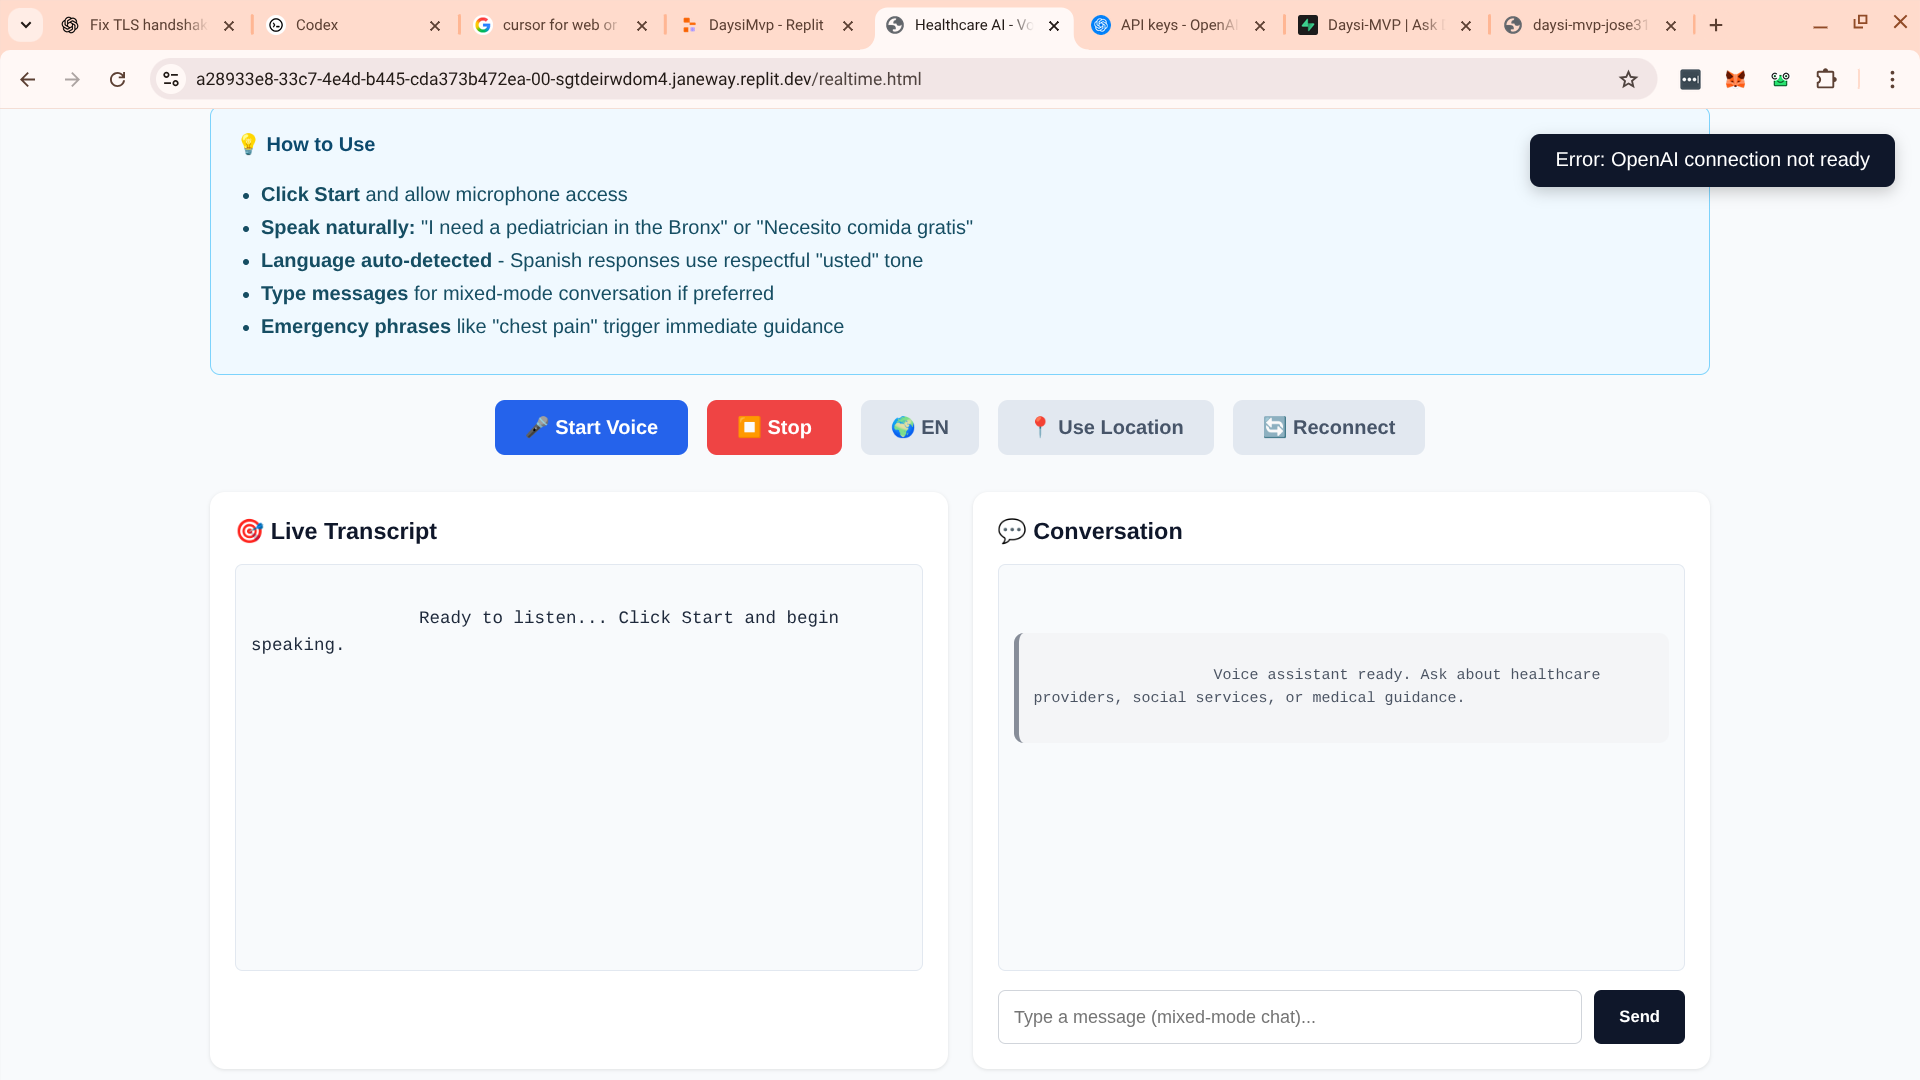 Fix TLS handshak
Codex
cursor for web or
DaysiMvp - Replit
Healthcare AI - Vo
API keys - OpenAI
Daysi-MVP | Ask
daysi-mvp-jose31
a28933e8-33c7-4e4d-b445-cda373b472ea-00-sgtdeirwdom4.janeway.replit.dev/realtime.html
💡 How to Use
Error: OpenAI connection not ready
• Click Start and allow microphone access
• Speak naturally: "I need a pediatrician in the Bronx" or "Necesito comida gratis"
• Language auto-detected - Spanish responses use respectful "usted" tone
• Type messages for mixed-mode conversation if preferred
• Emergency phrases like "chest pain" trigger immediate guidance
🎤 Start Voice
⏹️ Stop
🌍 EN
📍 Use Location
🔄 Reconnect
🎯 Live Transcript
Ready to listen... Click Start and begin
speaking.
💬 Conversation
Voice assistant ready. Ask about healthcare
providers, social services, or medical guidance.
Type a message (mixed-mode chat)...
Send